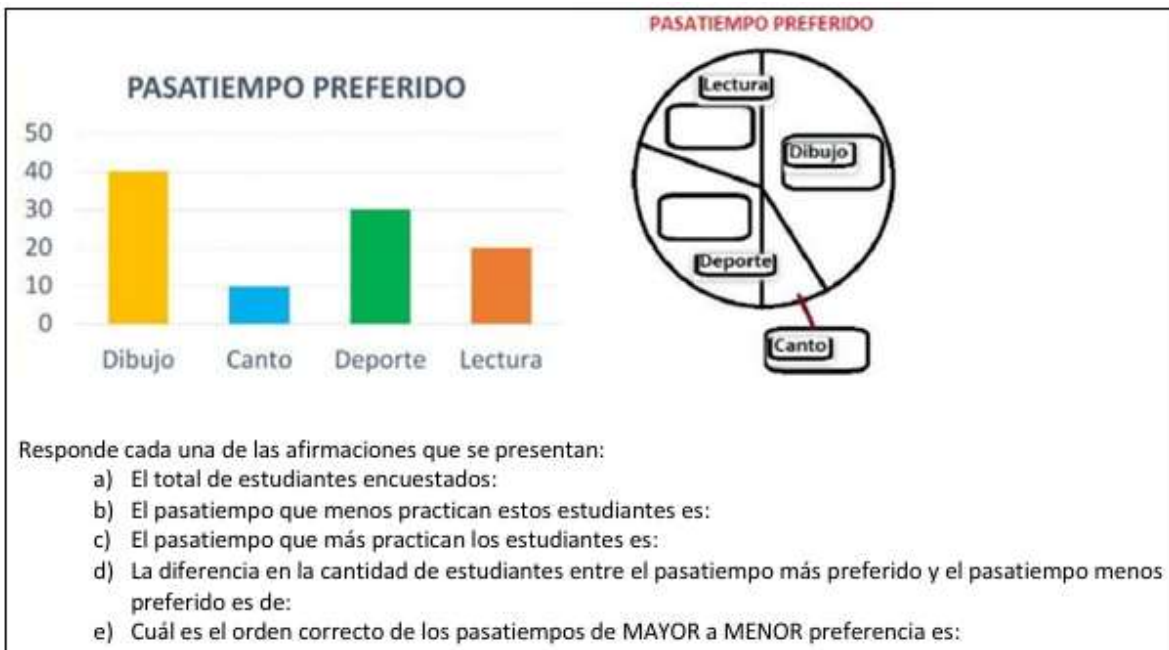 PASATIEMPO PREFERIDO
50
40
30
20
10
0
Dibujo Canto Deporte Lectura
PASATIEMPO PREFERIDO
Lectura
Dibujo
Deporte
Canto
Responde cada una de las afirmaciones que se presentan:
a) El total de estudiantes encuestados:
b) El pasatiempo que menos practican estos estudiantes es:
c) El pasatiempo que más practican los estudiantes es:
d) La diferencia en la cantidad de estudiantes entre el pasatiempo más preferido y el pasatiempo menos
preferido es de:
e) Cuál es el orden correcto de los pasatiempos de MAYOR a MENOR preferencia es: